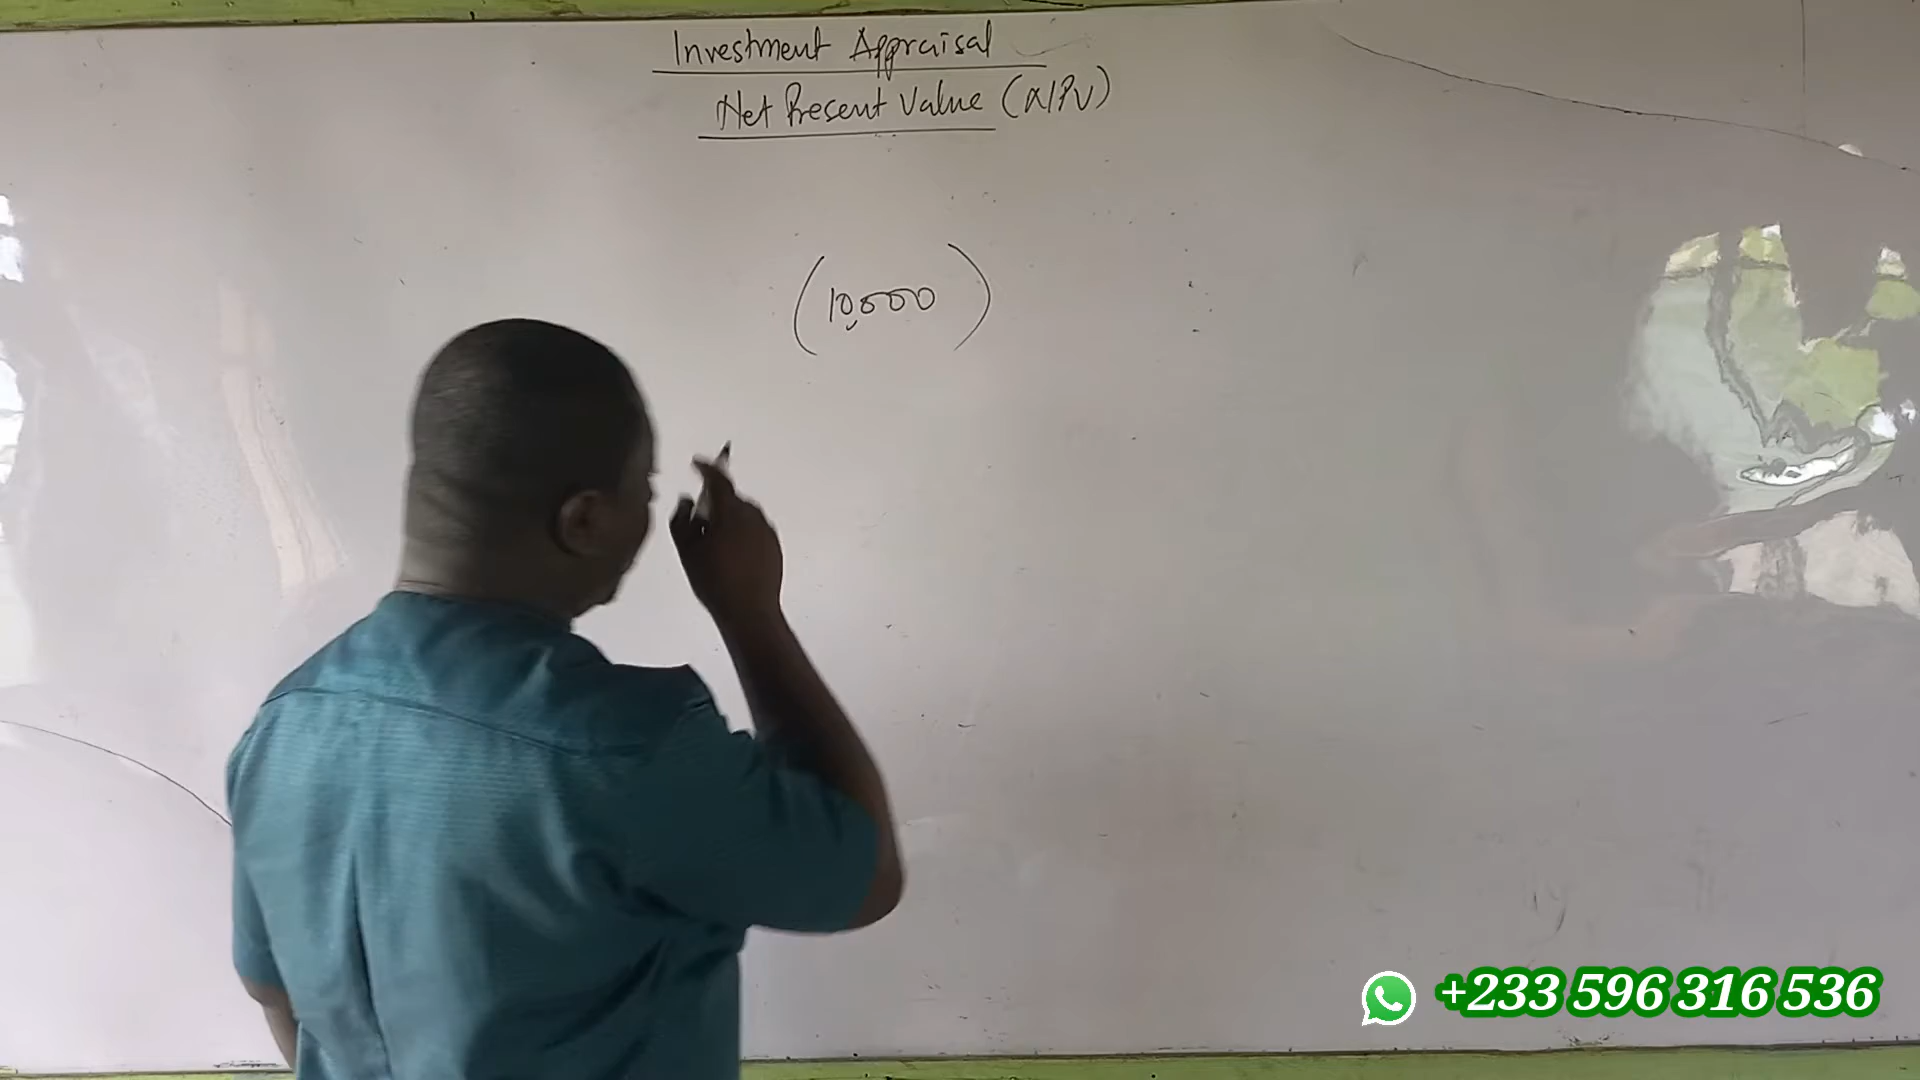 Investment Appraisal
Net Present Value (NPV)
(10,000)
+233 596 316 536